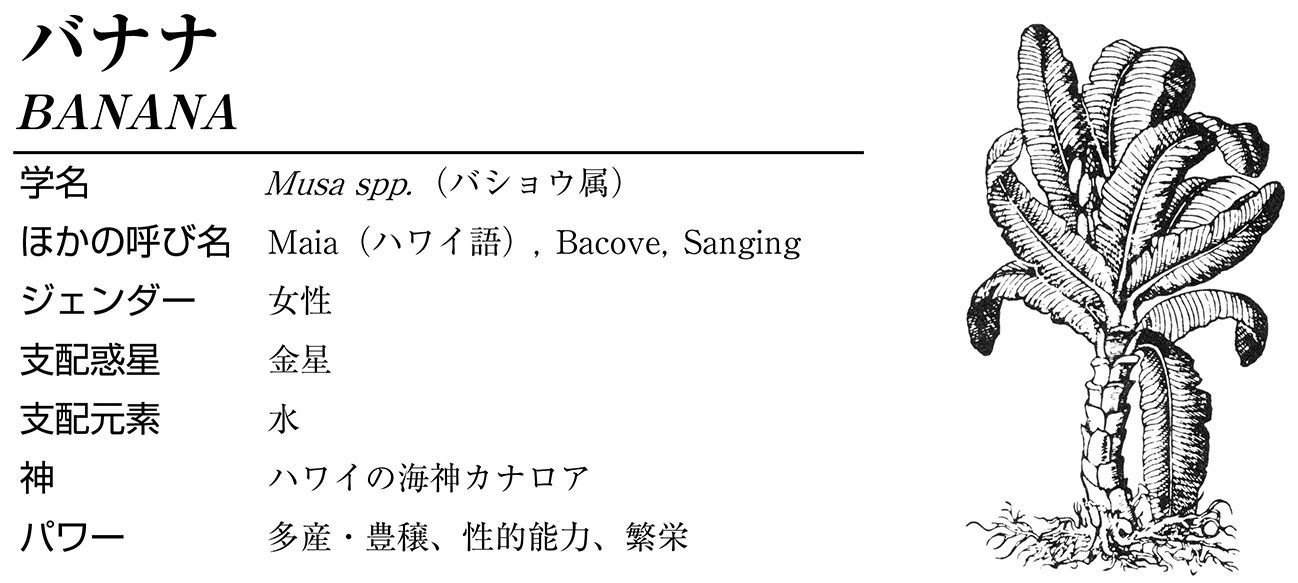 バナナ
BANANA
学名 Musa spp.（バショウ属）
ほかの呼び名 Maia（ハワイ語）, Bacove, Sanging
ジェンダー 女性
支配惑星 金星
支配元素 水
神 ハワイの海神カナロア
パワー 多産・豊穣、性的能力、繁栄